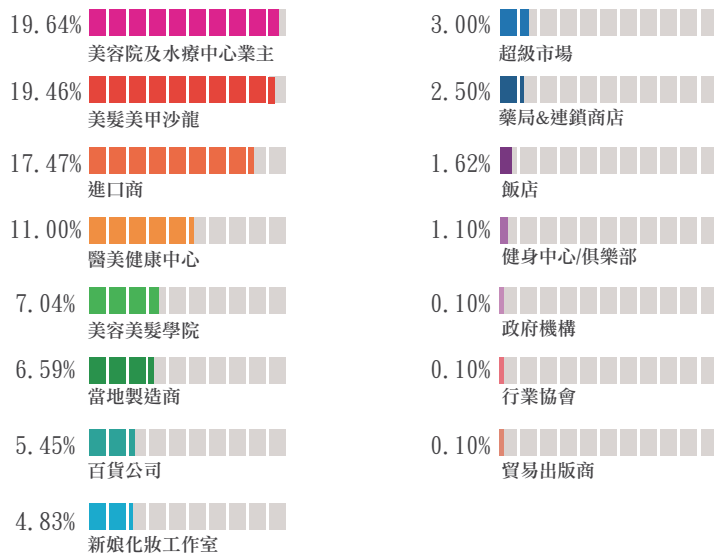 19.64%
美容院及水療中心業主
19.46%
美髮美甲沙龍
17.47%
進口商
11.00%
醫美健康中心
7.04%
美容美髮學院
6.59%
當地製造商
5.45%
百貨公司
4.83%
新娘化妝工作室
3.00%
超級市場
2.50%
藥局&連鎖商店
1.62%
飯店
1.10%
健身中心/俱樂部
0.10%
政府機構
0.10%
行業協會
0.10%
貿易出版商